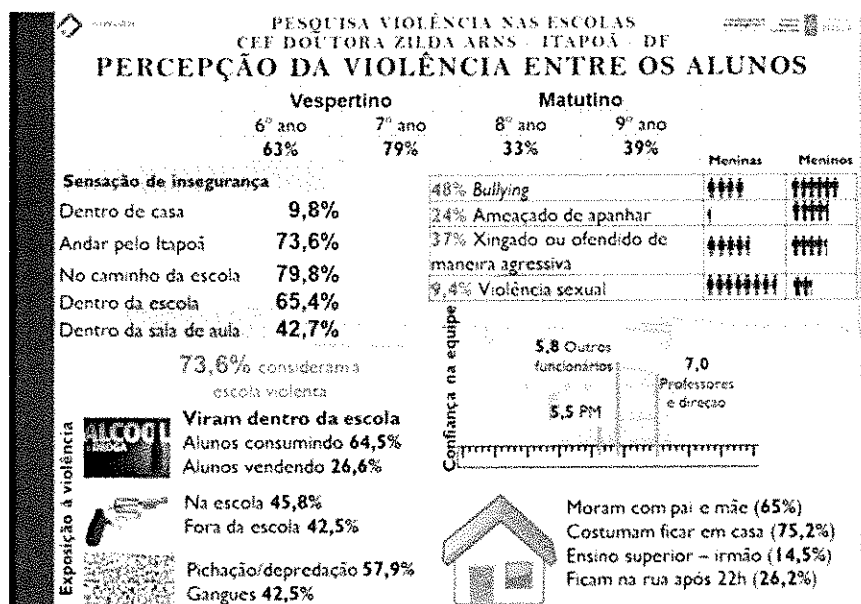 PESQUISA VIOLÊNCIA NAS ESCOLAS
CEF DOUTORA ZILDA ARNS - ITAPOÃ - DF
PERCEPÇÃO DA VIOLÊNCIA ENTRE OS ALUNOS
Vespertino Matutino
6º ano 7º ano 8º ano 9º ano
63% 79% 33% 39%
Meninas Meninos
Sensação de insegurança
Dentro de casa 9,8%
Andar pelo Itapoã 73,6%
No caminho da escola 79,8%
Dentro da escola 65,4%
Dentro da sala de aula 42,7%
48% Bullying
24% Ameaçado de apanhar
37% Xingado ou ofendido de
maneira agressiva
9,4% Violência sexual
73,6% consideram a
escola violenta
Confiança na equipe
5,8 Outros
funcionários
7,0
Professores
e direção
5,5 PM
Exposição à violência
ALCOOL
Viram dentro da escola
Alunos consumindo 64,5%
Alunos vendendo 26,6%
Na escola 45,8%
Fora da escola 42,5%
Pichação/depredação 57,9%
Gangues 42,5%
Moram com pai e mãe (65%)
Costumam ficar em casa (75,2%)
Ensino superior – irmão (14,5%)
Ficam na rua após 22h (26,2%)